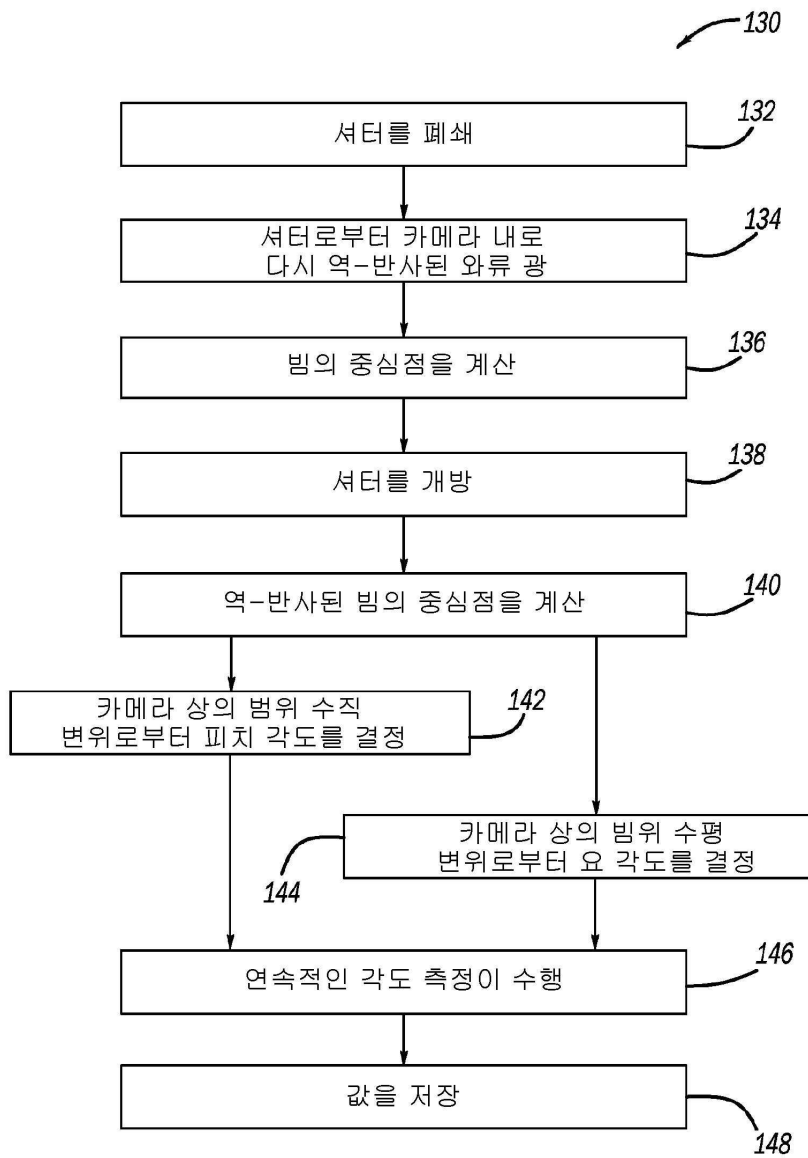 130
셔터를 폐쇄
132
셔터로부터 카메라 내로
다시 역-반사된 와류 광
134
빔의 중심점을 계산
136
셔터를 개방
138
역-반사된 빔의 중심점을 계산
140
카메라 상의 범위 수직
변위로부터 피치 각도를 결정
142
카메라 상의 빔위 수평
변위로부터 요 각도를 결정
144
연속적인 각도 측정이 수행
146
값을 저장
148